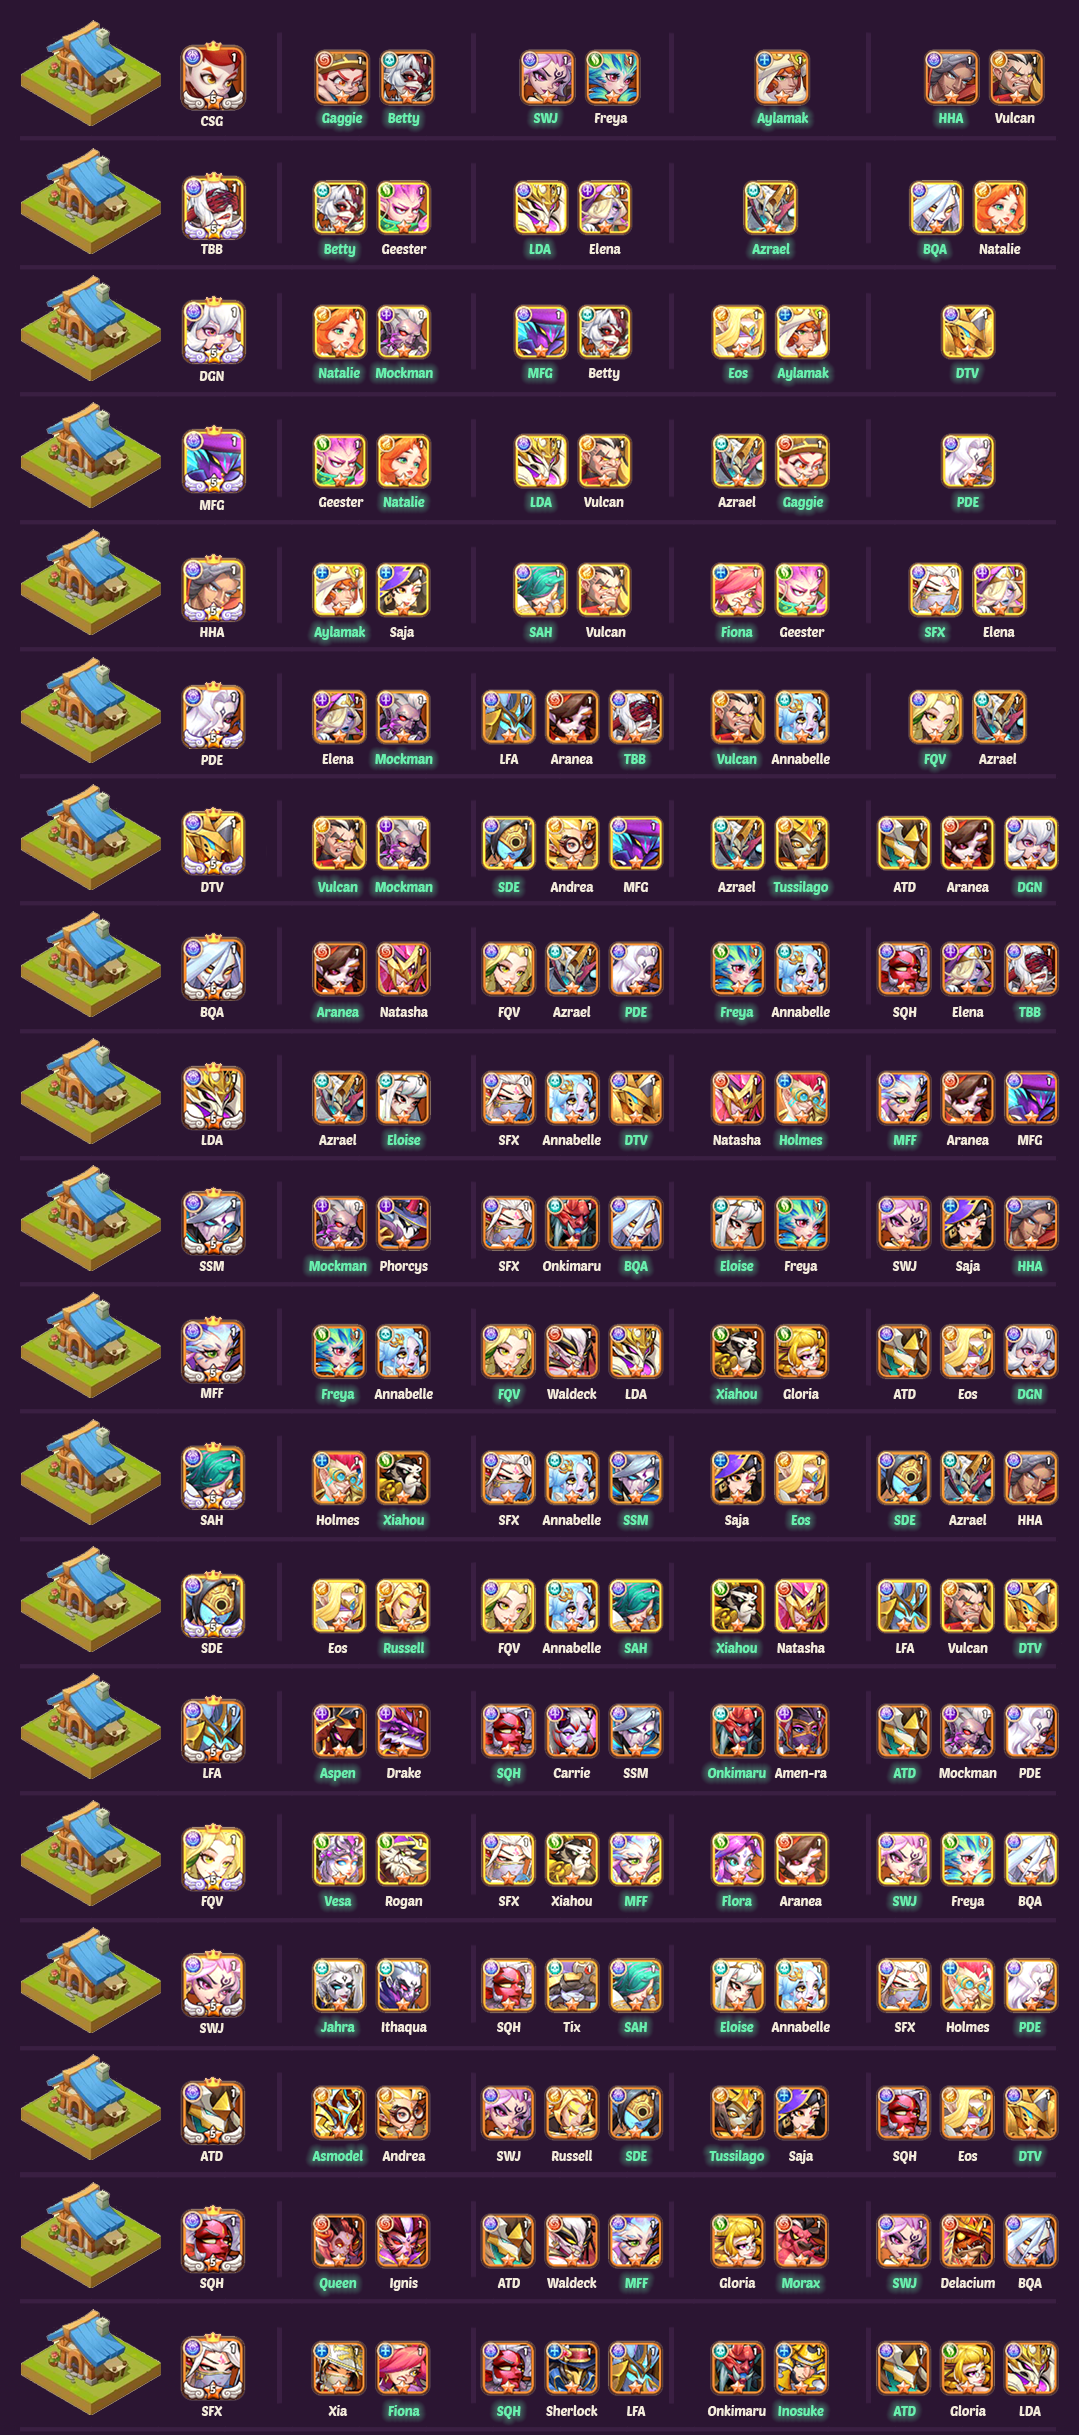 CSG Gaggie Betty SWJ Freya Aylamak HHA Vulcan
TBB Betty Geester LDA Elena Azrael BQA Natalie
DGN Natalie Mockman MFG Betty Eos Aylamak DTV
MFG Geester Natalie LDA Vulcan Azrael Gaggie PDE
HHA Aylamak Saja SAH Vulcan Fiona Geester SFX Elena
PDE Elena Mockman LFA Aranea TBB Vulcan Annabelle FQV Azrael
DTV Vulcan Mockman SDE Andrea MFG Azrael Tussilago ATD Aranea DGN
BQA Aranea Natasha FQV Azrael PDE Freya Annabelle SQH Elena TBB
LDA Azrael Eloise SFX Annabelle DTV Natasha Holmes MFF Aranea MFG
SSM Mockman Phorcys SFX Onkimaru BQA Eloise Freya SWJ Saja HHA
MFF Freya Annabelle FQV Waldeck LDA Xiahou Gloria ATD Eos DGN
SAH Holmes Xiahou SFX Annabelle SSM Saja Eos SDE Azrael HHA
SDE Eos Russell FQV Annabelle SAH Xiahou Natasha LFA Vulcan DTV
LFA Aspen Drake SQH Carrie SSM Onkimaru Amen-ra ATD Mockman PDE
FQV Vesa Rogan SFX Xiahou MFF Flora Aranea SWJ Freya BQA
SWJ Jahra Ithaqua SQH Tix SAH Eloise Annabelle SFX Holmes PDE
ATD Asmodel Andrea SWJ Russell SDE Tussilago Saja SQH Eos DTV
SQH Queen Ignis ATD Waldeck MFF Gloria Morax SWJ Delacium BQA
SFX Xia Fiona SQH Sherlock LFA Onkimaru Inosuke ATD Gloria LDA